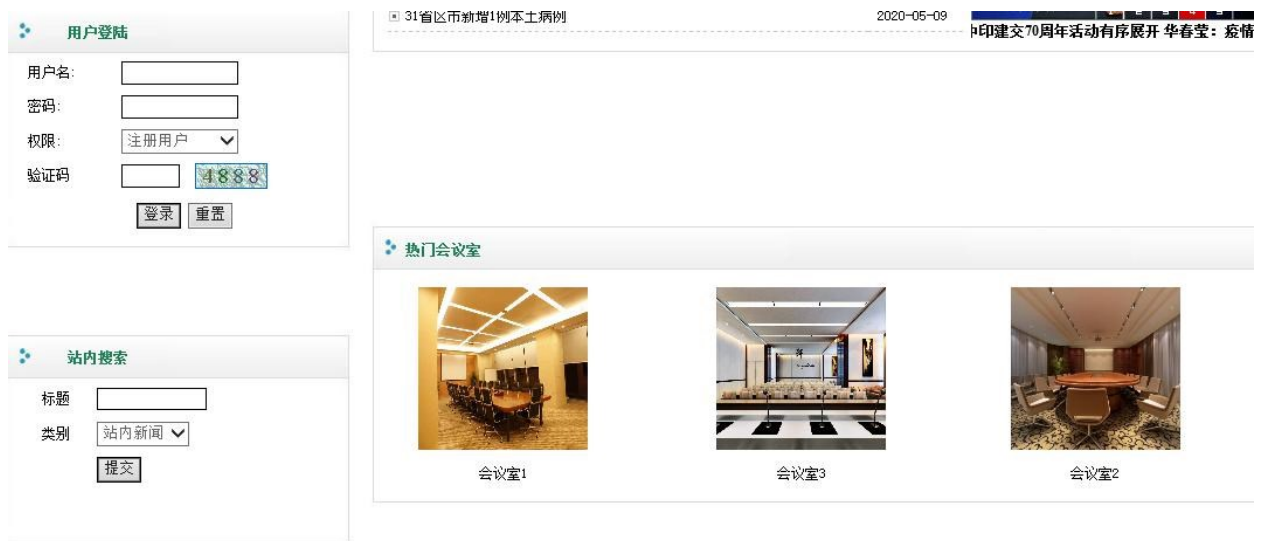 31省区市新增1例本土病例 2020-05-09
印建交70周年活动有序展开 华春莹：疫情
用户登陆
用户名:
密码:
权限: 注册用户
验证码 4888
登录 重置
站内搜索
标题
类别 站内新闻
提交
热门会议室
会议室1 会议室3 会议室2